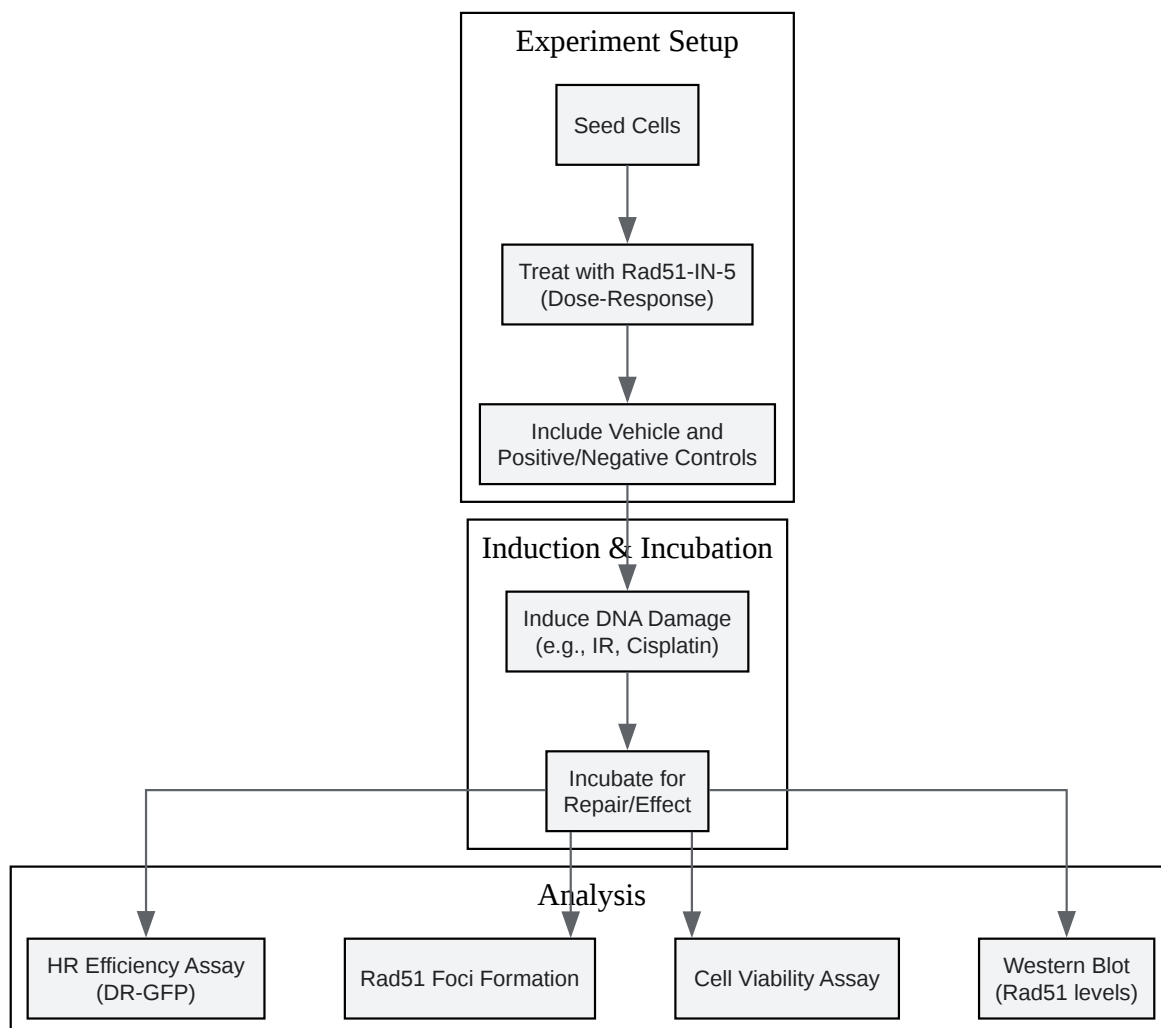 Experiment Setup
Seed Cells
Treat with Rad51-IN-5
(Dose-Response)
Include Vehicle and
Positive/Negative Controls
Induction & Incubation
Induce DNA Damage
(e.g., IR, Cisplatin)
Incubate for
Repair/Effect
Analysis
HR Efficiency Assay
(DR-GFP)
Rad51 Foci Formation
Cell Viability Assay
Western Blot
(Rad51 levels)